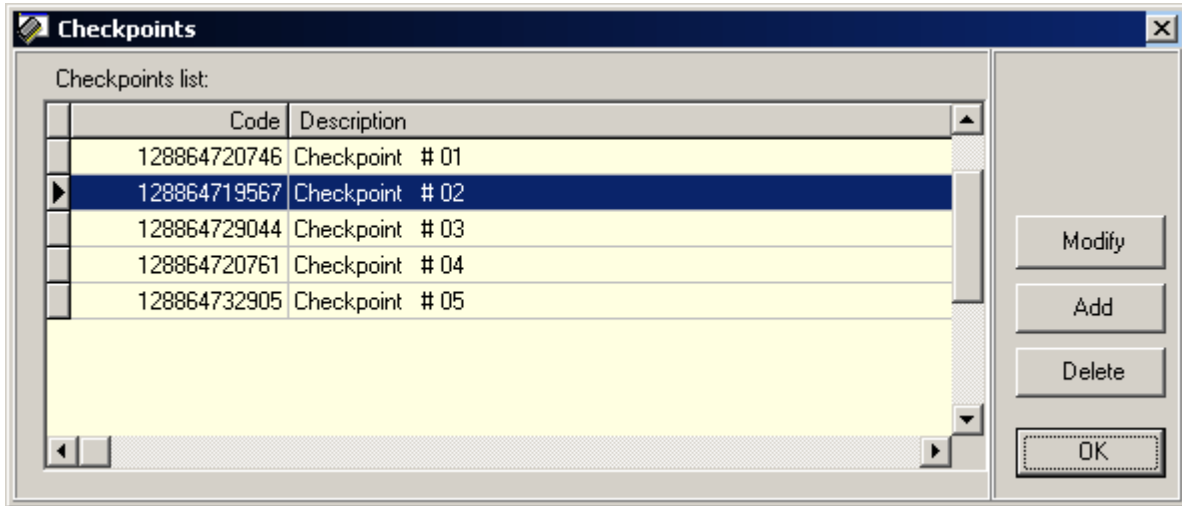 Checkpoints
Checkpoints list:
Code Description
128864720746 Checkpoint # 01
128864719567 Checkpoint # 02
128864729044 Checkpoint # 03
128864720761 Checkpoint # 04
128864732905 Checkpoint # 05
Modify
Add
Delete
OK